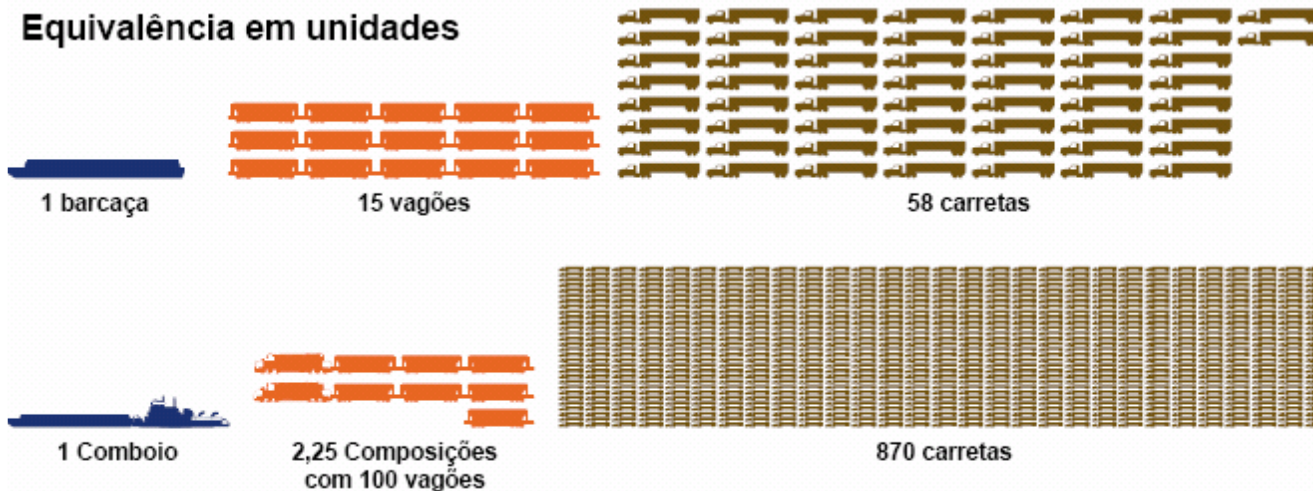 Equivalência em unidades
1 barcaça
15 vagões
58 carretas
1 Comboio
2,25 Composições
com 100 vagões
870 carretas